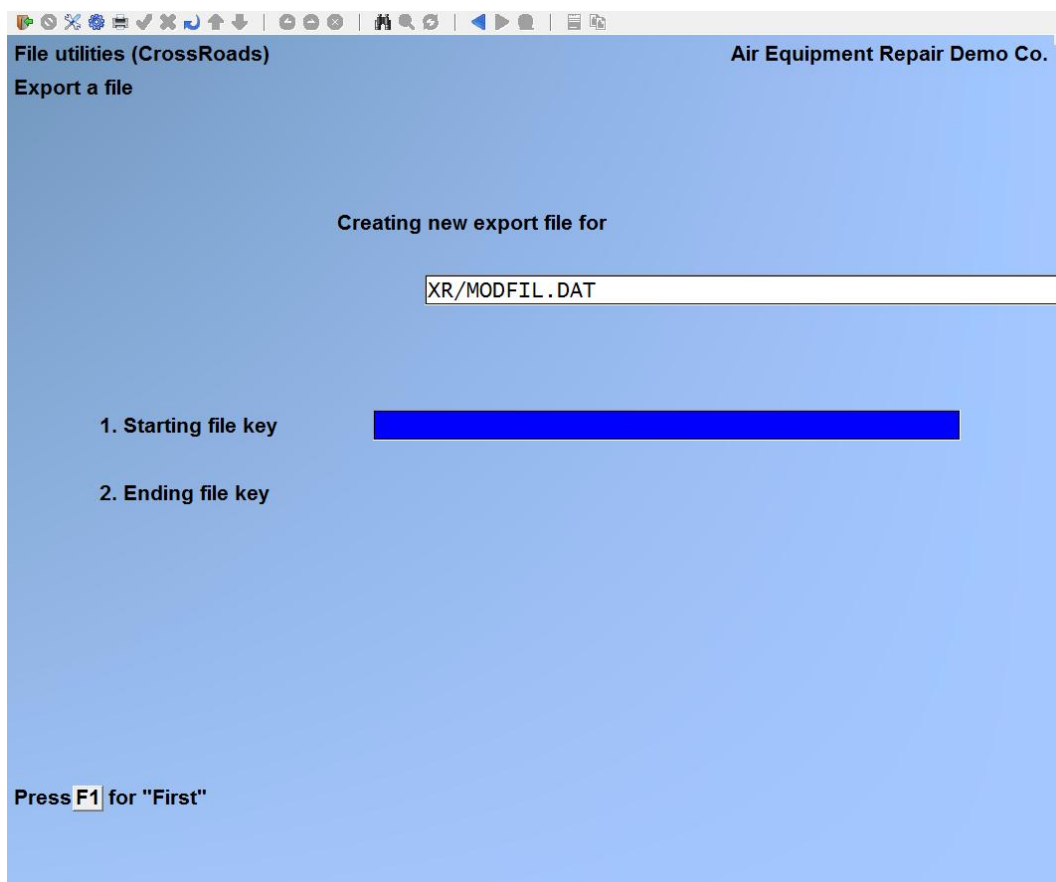 File utilities (CrossRoads) Air Equipment Repair Demo Co.
Export a file
Creating new export file for
XR/MODFIL.DAT
1. Starting file key
2. Ending file key
Press F1 for "First"